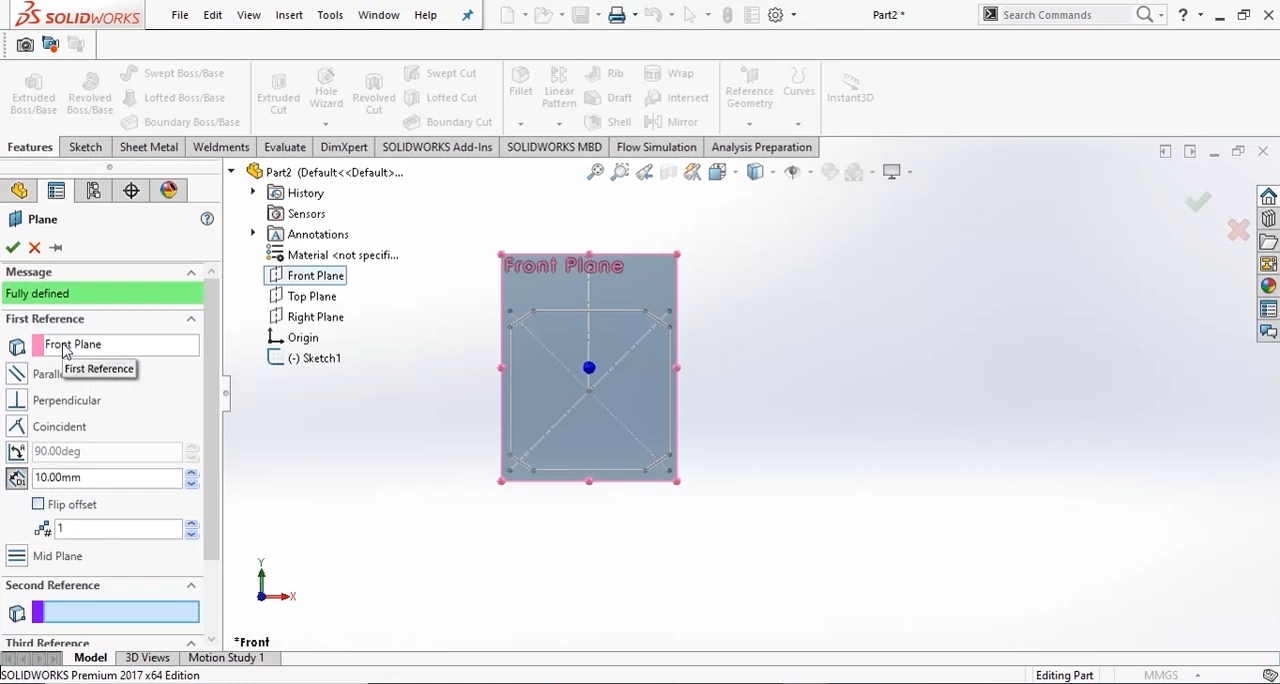 SOLIDWORKS
File Edit View Insert Tools Window Help
Part2 *
Search Commands
Extruded Boss/Base
Revolved Boss/Base
Swept Boss/Base
Lofted Boss/Base
Boundary Boss/Base
Extruded Cut
Hole Wizard
Revolved Cut
Swept Cut
Lofted Cut
Boundary Cut
Fillet
Linear Pattern
Rib
Draft
Shell
Wrap
Intersect
Mirror
Reference Geometry
Curves
Instant3D
Features Sketch Sheet Metal Weldments Evaluate DimXpert SOLIDWORKS Add-Ins SOLIDWORKS MBD Flow Simulation Analysis Preparation
Plane
Message
Fully defined
First Reference
Front Plane
First Reference
Paralle
Perpendicular
Coincident
90.00deg
10.00mm
Flip offset
1
Mid Plane
Second Reference
Third Reference
Part2 (Default<<Default>...
History
Sensors
Annotations
Material <not specifi...
Front Plane
Top Plane
Right Plane
Origin
(-) Sketch1
Front Plane
Y
X
*Front
Model 3D Views Motion Study 1
SOLIDWORKS Premium 2017 x64 Edition
Editing Part
MMGS